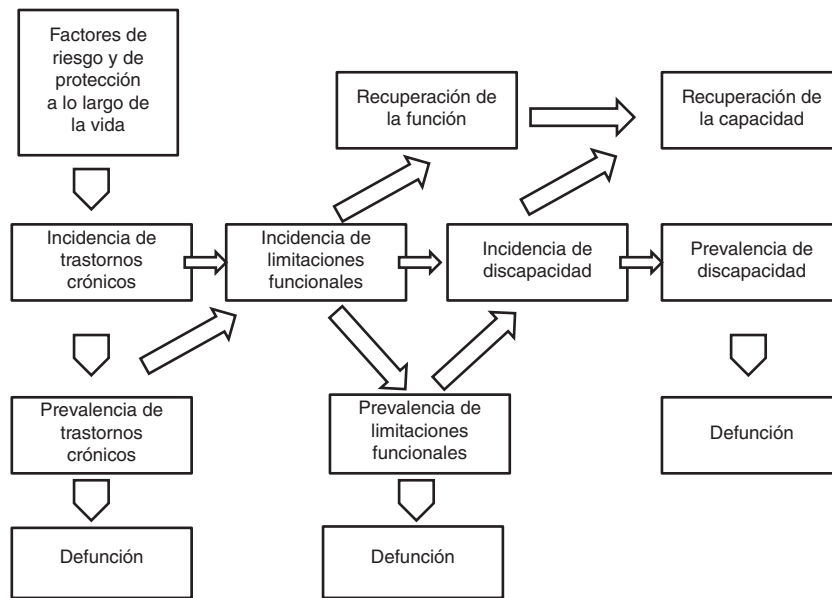 Factores de
riesgo y de
protección
a lo largo de
la vida
Recuperación de
la función
Recuperación de
la capacidad
Incidencia de
trastornos
crónicos
Incidencia de
limitaciones
funcionales
Incidencia de
discapacidad
Prevalencia de
discapacidad
Prevalencia de
trastornos
crónicos
Prevalencia de
limitaciones
funcionales
Defunción
Defunción
Defunción